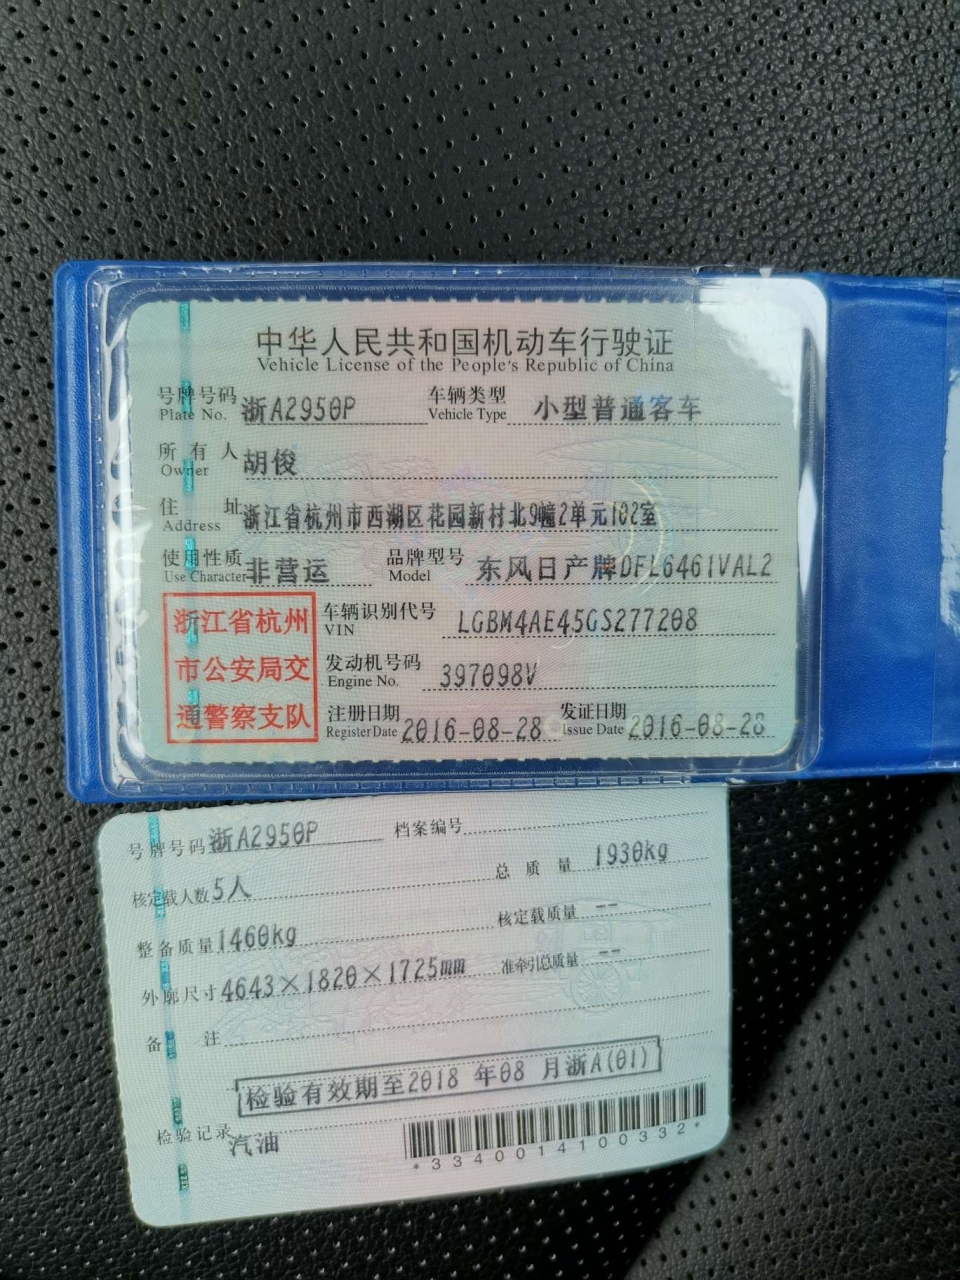 中华人民共和国机动车行驶证
Vehicle License of the People's Republic of China
号牌号码 浙A2950P 车辆类型 小型普通客车
Plate No. Vehicle Type
所有人 胡俊
Owner
住址 浙江省杭州市西湖区花园新村北9幢2单元102室
Address
使用性质 非营运 品牌型号 东风日产牌DFL6461VAL2
Use Character Model
浙江省杭州
市公安局交
通警察支队
车辆识别代号 LGBM4AE45GS277208
VIN
发动机号码 397098V
Engine No.
注册日期 2016-08-28 发证日期 2016-08-28
Register Date Issue Date
号牌号码 浙A2950P 档案编号
核定载人数 5人 总质量 1930kg
整备质量 1460kg 核定载质量 --
外廓尺寸 4643×1820×1725mm 准牵引总质量 --
备注
检验有效期至2018 年08 月浙A(01)
检验记录
汽油
*3340014100332*